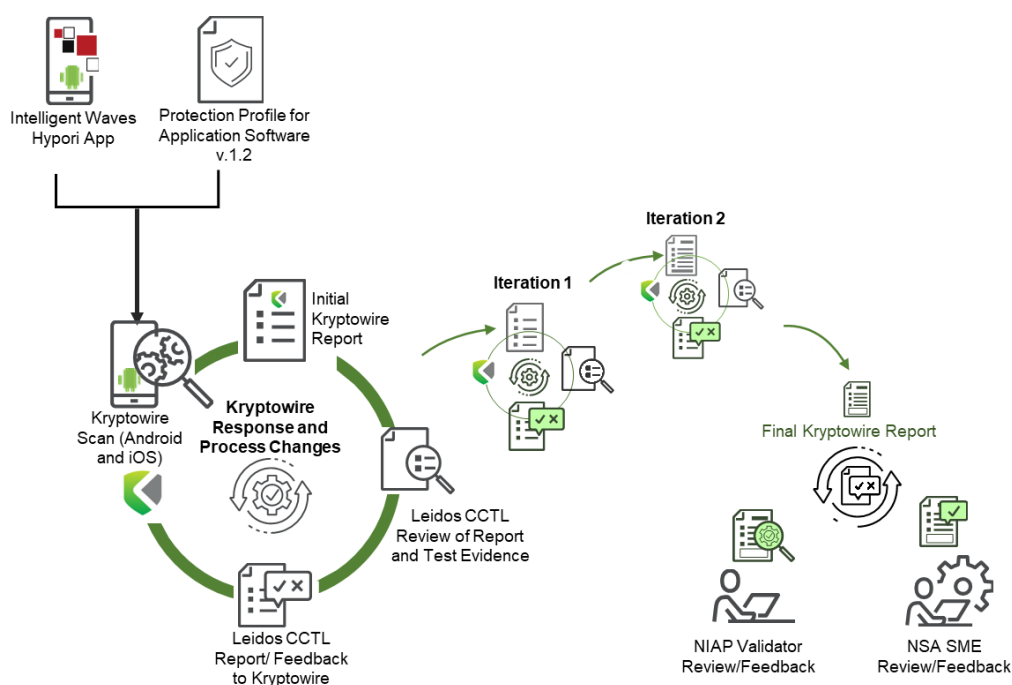 Intelligent Waves
Hypori App
Protection Profile for
Application Software
v.1.2
Iteration 2
Iteration 1
Initial
Kryptowire
Report
Kryptowire
Scan (Android
and iOS)
Kryptowire
Response and
Process Changes
Final Kryptowire Report
Leidos CCTL
Review of Report
and Test Evidence
Leidos CCTL
Report/ Feedback
to Kryptowire
NIAP Validator
Review/Feedback
NSA SME
Review/Feedback